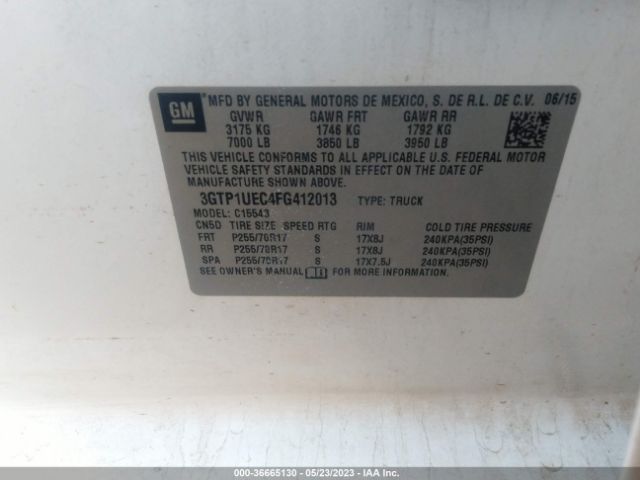 GM
MFD BY GENERAL MOTORS DE MEXICO, S. DE R.L. DE C.V. 06/15
GVWR GAWR FRT GAWR RR
3175 KG 1746 KG 1792 KG
7000 LB 3850 LB 3950 LB
THIS VEHICLE CONFORMS TO ALL APPLICABLE U.S. FEDERAL MOTOR
VEHICLE SAFETY STANDARDS IN EFFECT ON THE DATE OF
MANUFACTURE SHOWN ABOVE.
3GTP1UEC4FG412013 TYPE: TRUCK
MODEL: C15543
CN5D TIRE SIZE SPEED RTG RIM COLD TIRE PRESSURE
FRT P255/70R17 S 17X8J 240KPA(35PSI)
RR P255/70R17 S 17X8J 240KPA(35PSI)
SPA P255/70R17 S 17X7.5J 240KPA(35PSI)
SEE OWNER'S MANUAL FOR MORE INFORMATION
000-36665130 - 05/23/2023 - IAA Inc.